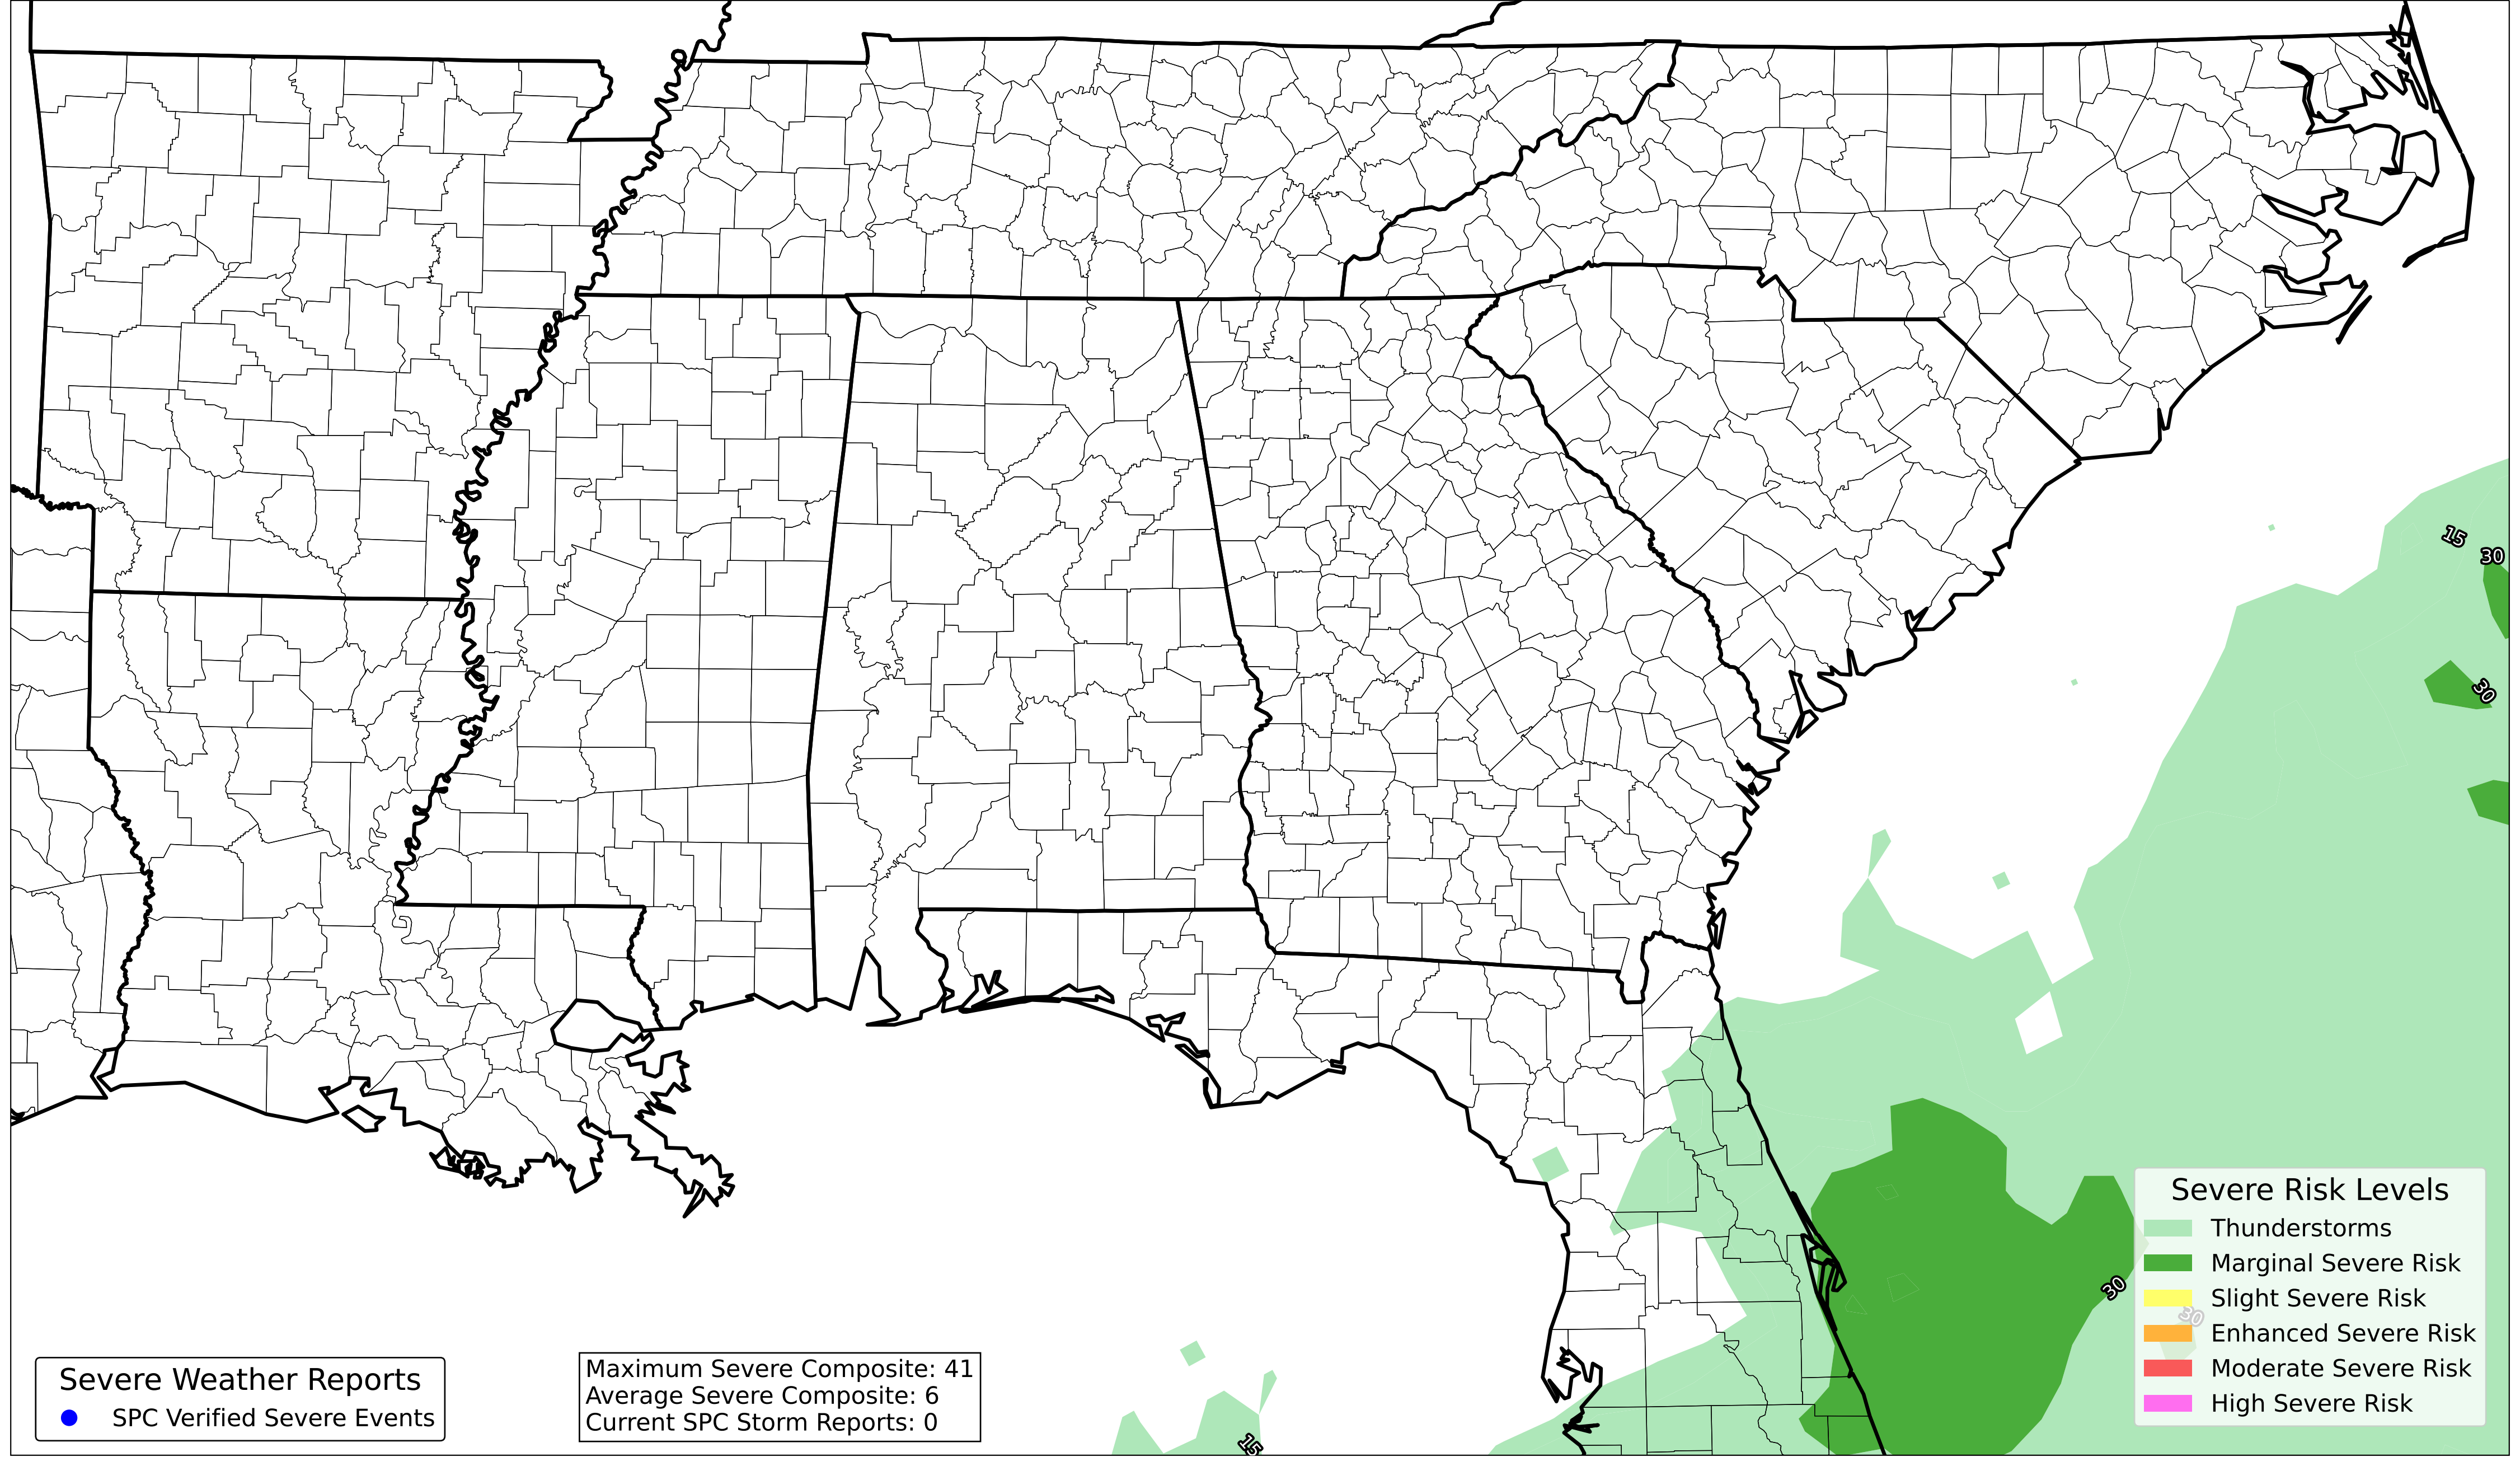 15
30
30
Severe Risk Levels
Thunderstorms
Marginal Severe Risk
Slight Severe Risk
Enhanced Severe Risk
Moderate Severe Risk
High Severe Risk
30
30
Severe Weather Reports
SPC Verified Severe Events
Maximum Severe Composite: 41
Average Severe Composite: 6
Current SPC Storm Reports: 0
15